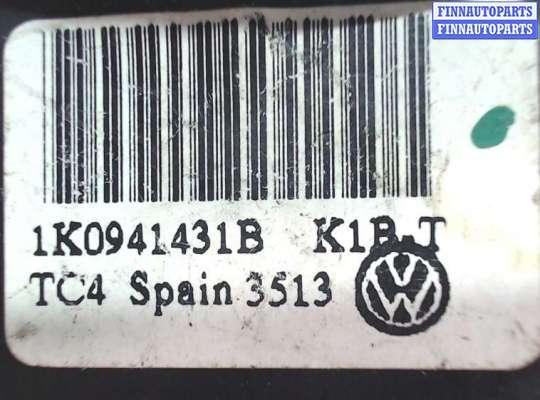 FINNAUTOPARTS
FINNAUTOPARTS
1K0941431B K1B-T
TC4 Spain 3513